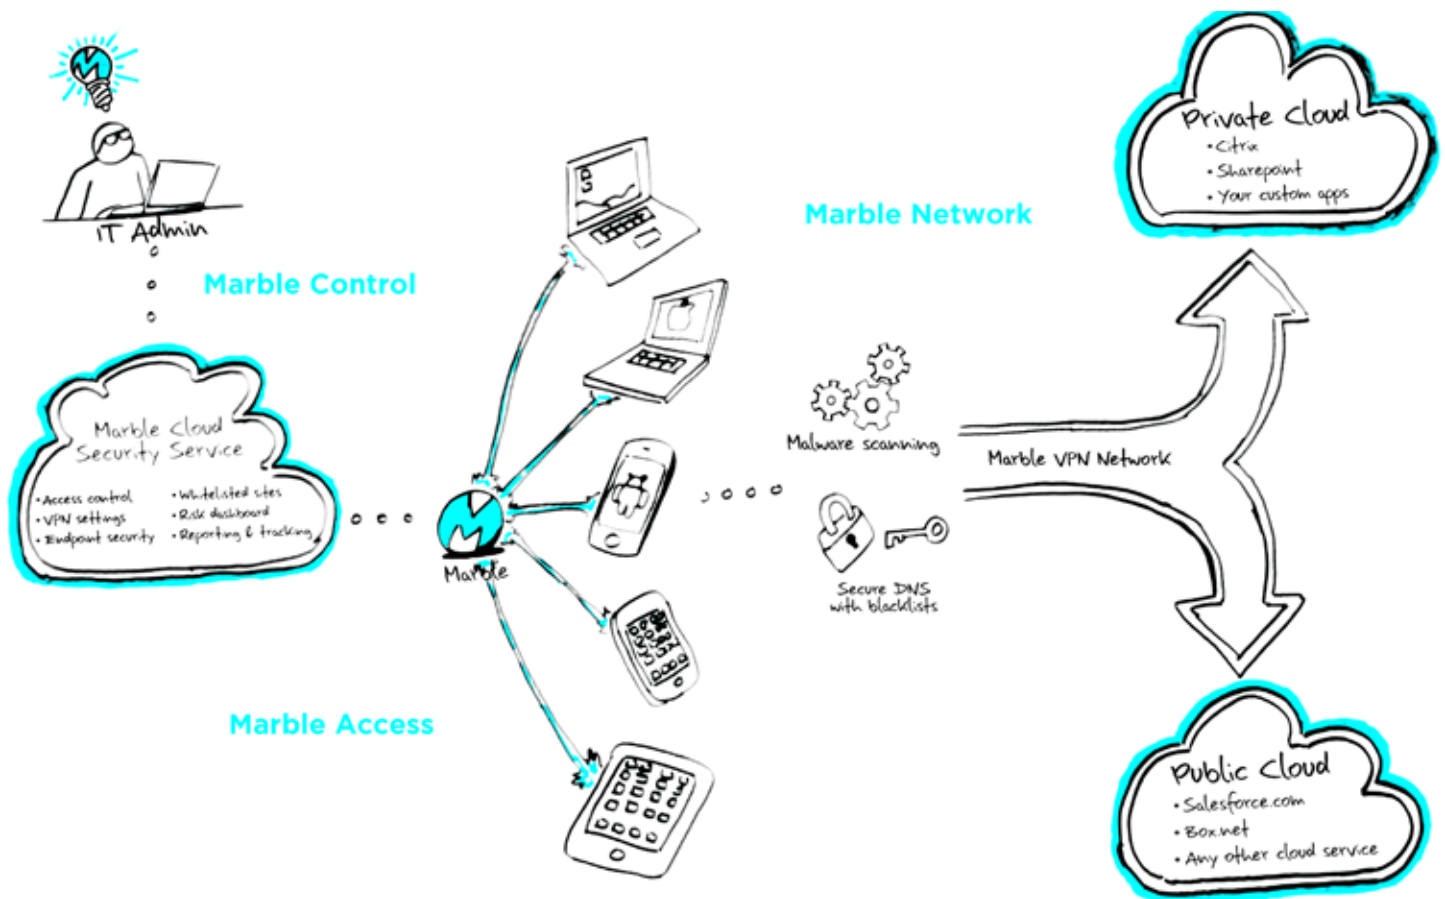 IT Admin
Marble Control
Marble Cloud
Security Service
• Access control
• VPN settings
• Endpoint security
• Whitelisted sites
• Risk dashboard
• Reporting & tracking
Marble
Marble Access
Marble Network
Malware scanning
Secure DNS
with blacklists
Marble VPN Network
Private Cloud
• Citrix
• Sharepoint
• Your custom apps
Public Cloud
• Salesforce.com
• Box.net
• Any other cloud service